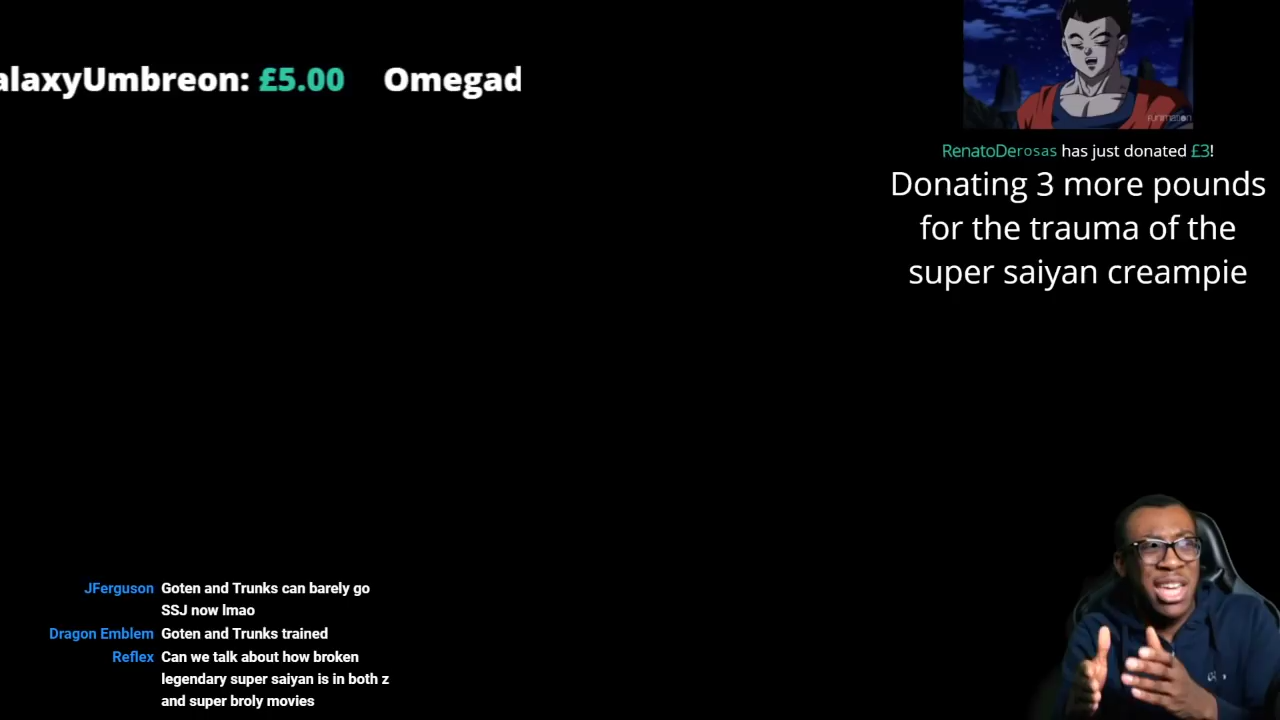 alaxyUmbreon: £5.00 Omegad
funimation
RenatoDerosas has just donated £3!
Donating 3 more pounds
for the trauma of the
super saiyan creampie
JFerguson Goten and Trunks can barely go
SSJ now lmao
Dragon Emblem Goten and Trunks trained
Reflex Can we talk about how broken
legendary super saiyan is in both z
and super broly movies